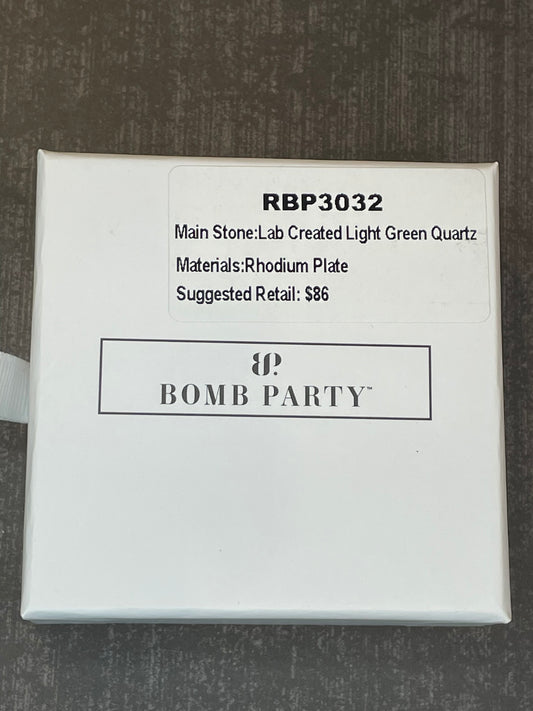 RBP3032
Main Stone:Lab Created Light Green Quartz
Materials:Rhodium Plate
Suggested Retail: $86
BP.
BOMB PARTY™